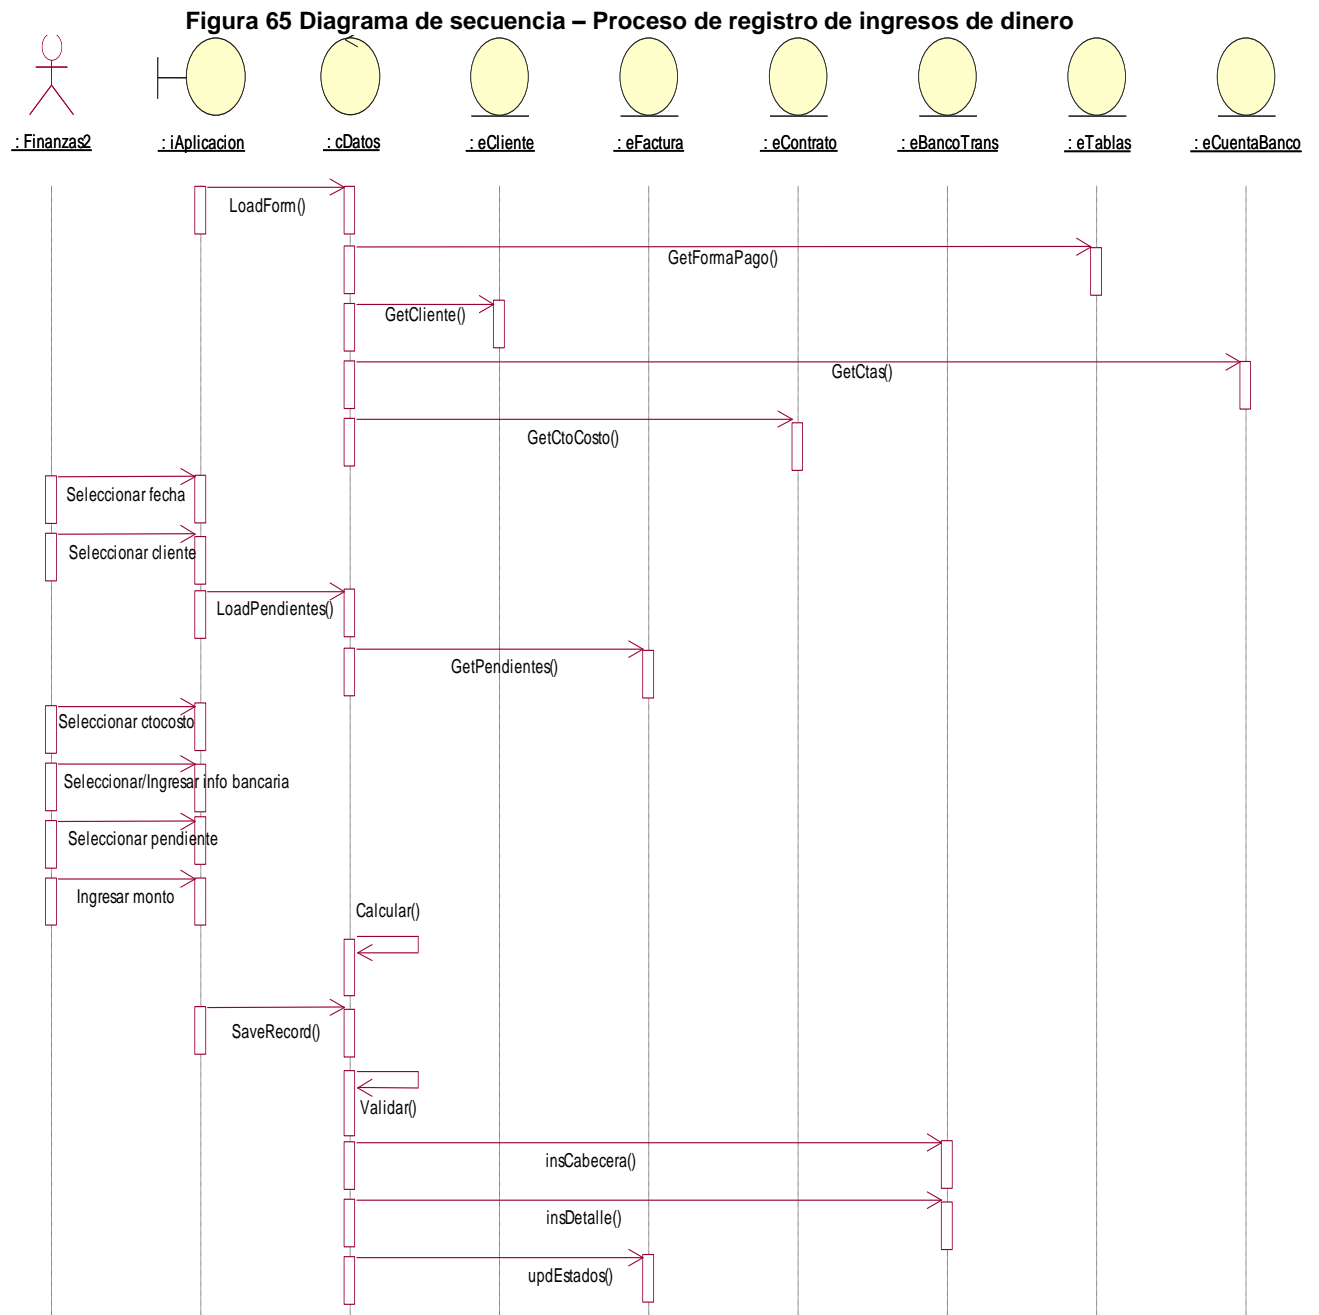 Figura 65 Diagrama de secuencia – Proceso de registro de ingresos de dinero
: Finanzas2
: iAplicacion
: cDatos
: eCliente
: eFactura
: eContrato
: eBancoTrans
: eTablas
: eCuentaBanco
LoadForm()
GetFormaPago()
GetCliente()
GetCtas()
GetCtoCosto()
Seleccionar fecha
Seleccionar cliente
LoadPendientes()
GetPendientes()
Seleccionar ctocosto
Seleccionar/Ingresar info bancaria
Seleccionar pendiente
Ingresar monto
Calcular()
SaveRecord()
Validar()
insCabecera()
insDetalle()
updEstados()